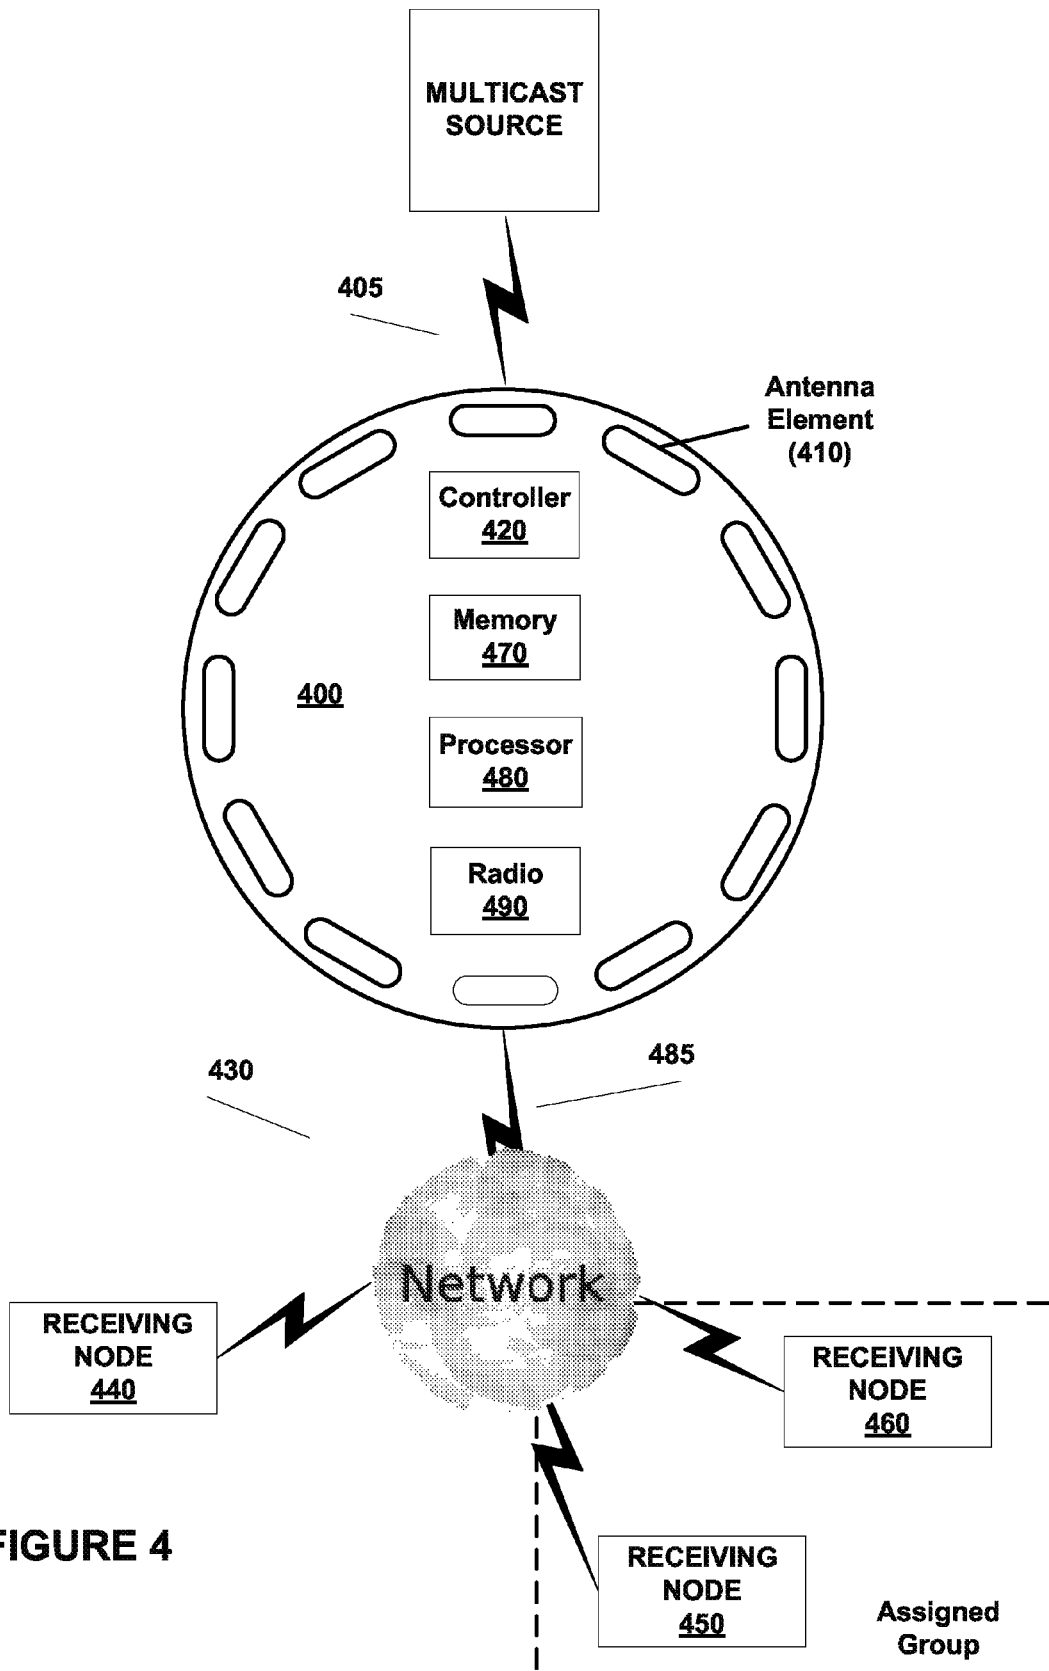 MULTICAST
SOURCE
405
Antenna
Element
(410)
Controller
420
Memory
470
400
Processor
480
Radio
490
430
485
Network
RECEIVING
NODE
440
RECEIVING
NODE
460
FIGURE 4
RECEIVING
NODE
450
Assigned
Group